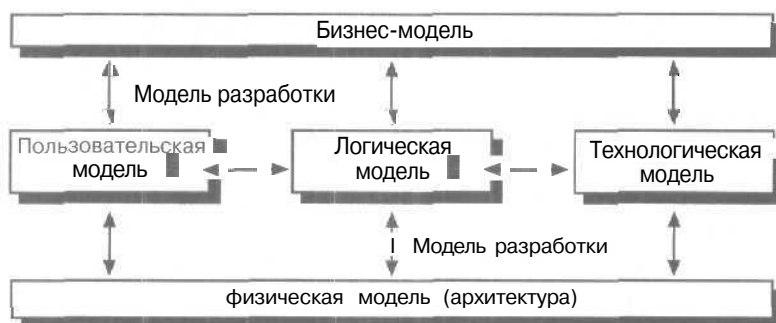 Бизнес-модель
Модель разработки
Пользовательская
модель
Логическая
модель
Технологическая
модель
Модель разработки
физическая модель (архитектура)